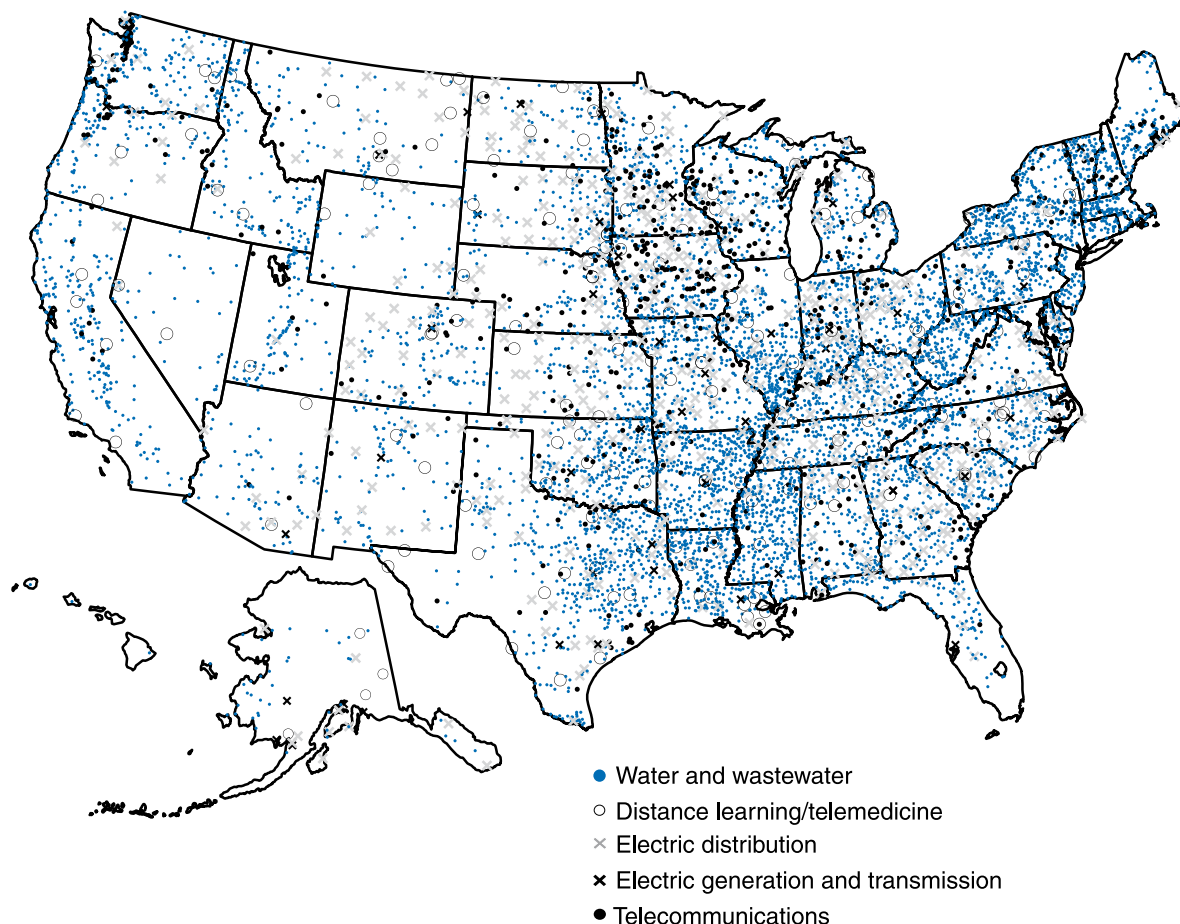 Water and wastewater
Distance learning/telemedicine
Electric distribution
Electric generation and transmission
Telecommunications